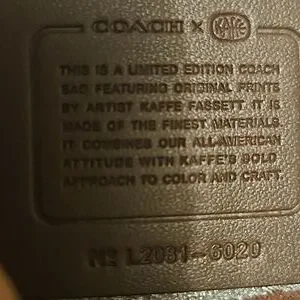 COACH x KAFFE
THIS IS A LIMITED EDITION COACH
BAG FEATURING ORIGINAL PRINTS
BY ARTIST KAFFE FASSETT. IT IS
MADE OF THE FINEST MATERIALS.
IT COMBINES OUR ALL-AMERICAN
ATTITUDE WITH KAFFE'S BOLD
APPROACH TO COLOR AND CRAFT.
Nº L2081-6020